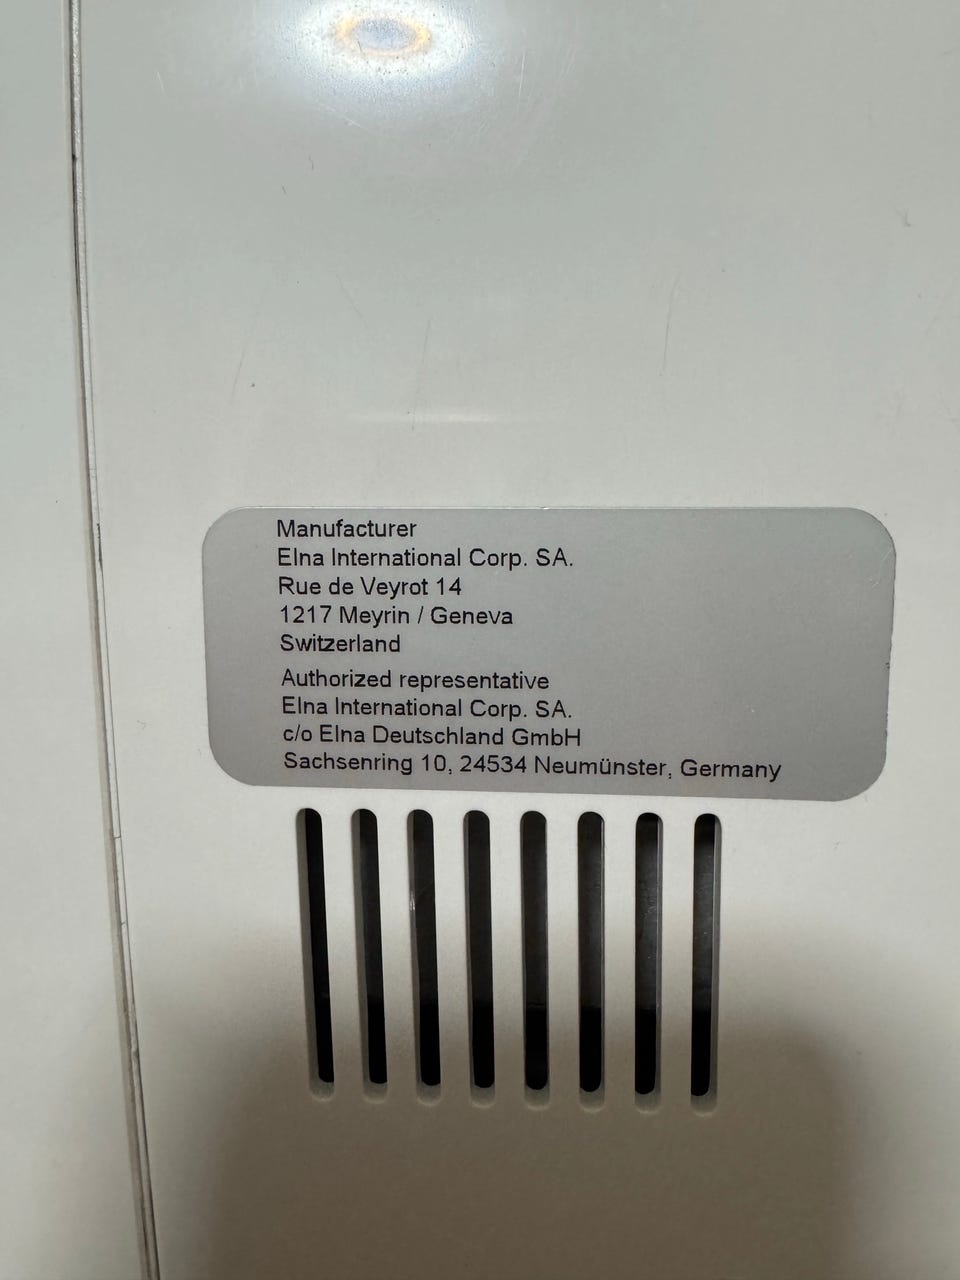 Manufacturer
Elna International Corp. SA.
Rue de Veyrot 14
1217 Meyrin / Geneva
Switzerland
Authorized representative
Elna International Corp. SA.
c/o Elna Deutschland GmbH
Sachsenring 10, 24534 Neumünster, Germany